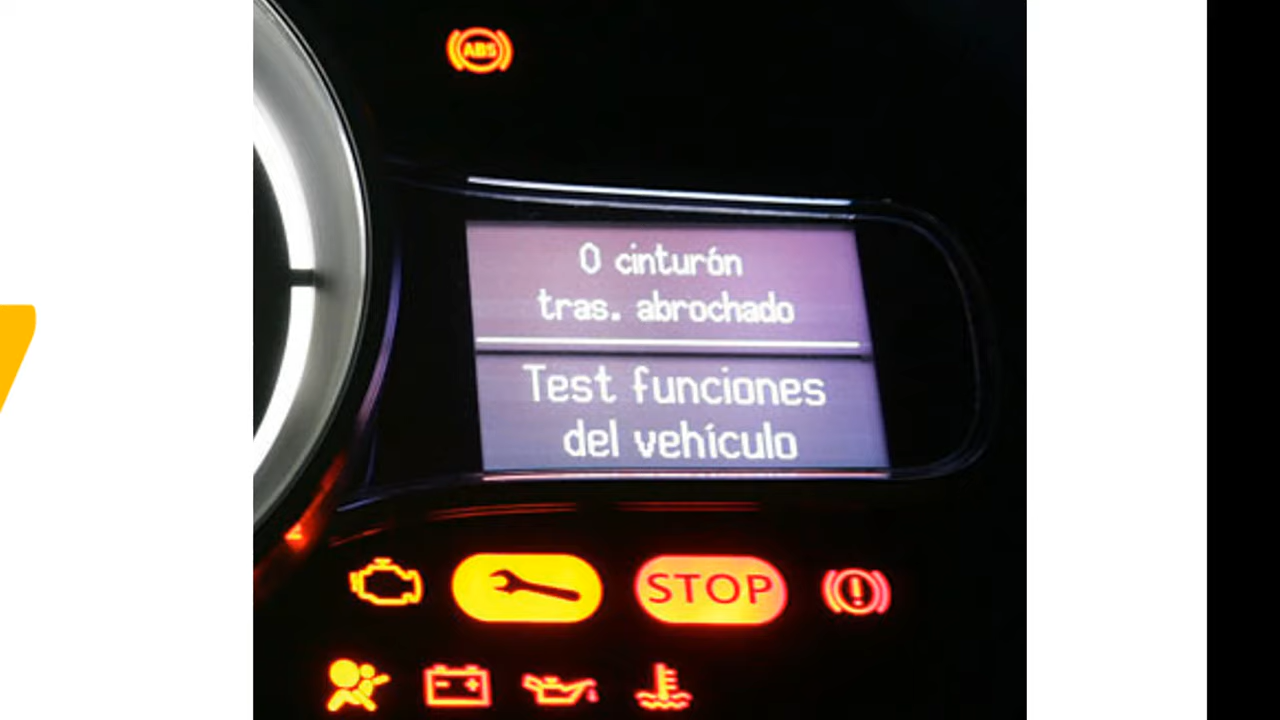 ABS
0 cinturón
tras. abrochado
Test funciones
del vehículo
STOP